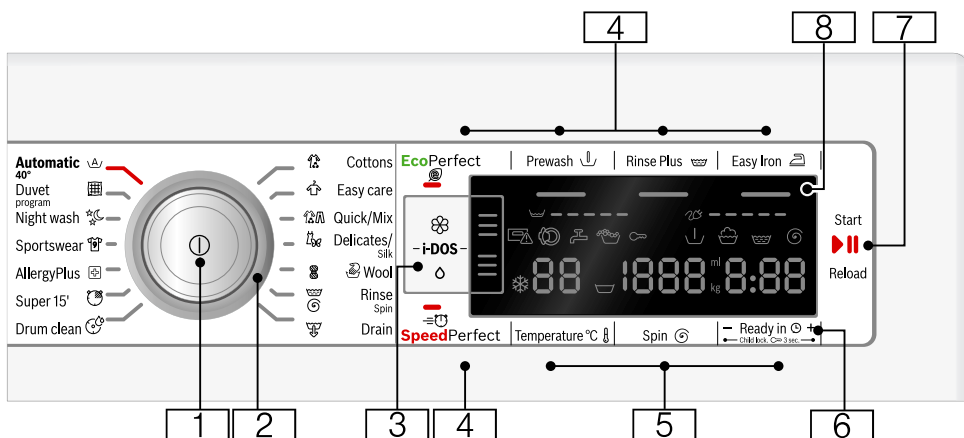 4
8
7
Automatic
40°
Duvet
program
Night wash
Sportswear
AllergyPlus
Super 15'
Drum clean
Cottons
Easy care
Quick/Mix
Delicates/
Silk
Wool
Rinse
Spin
Drain
EcoPerfect
Prewash
Rinse Plus
Easy Iron
A
- i-DOS -
SpeedPerfect
88 1888 ml kg 8:88
Start
Reload
Temperature °C
Spin
- Ready in +
Child lock. 3 sec.
1
2
3
4
5
6